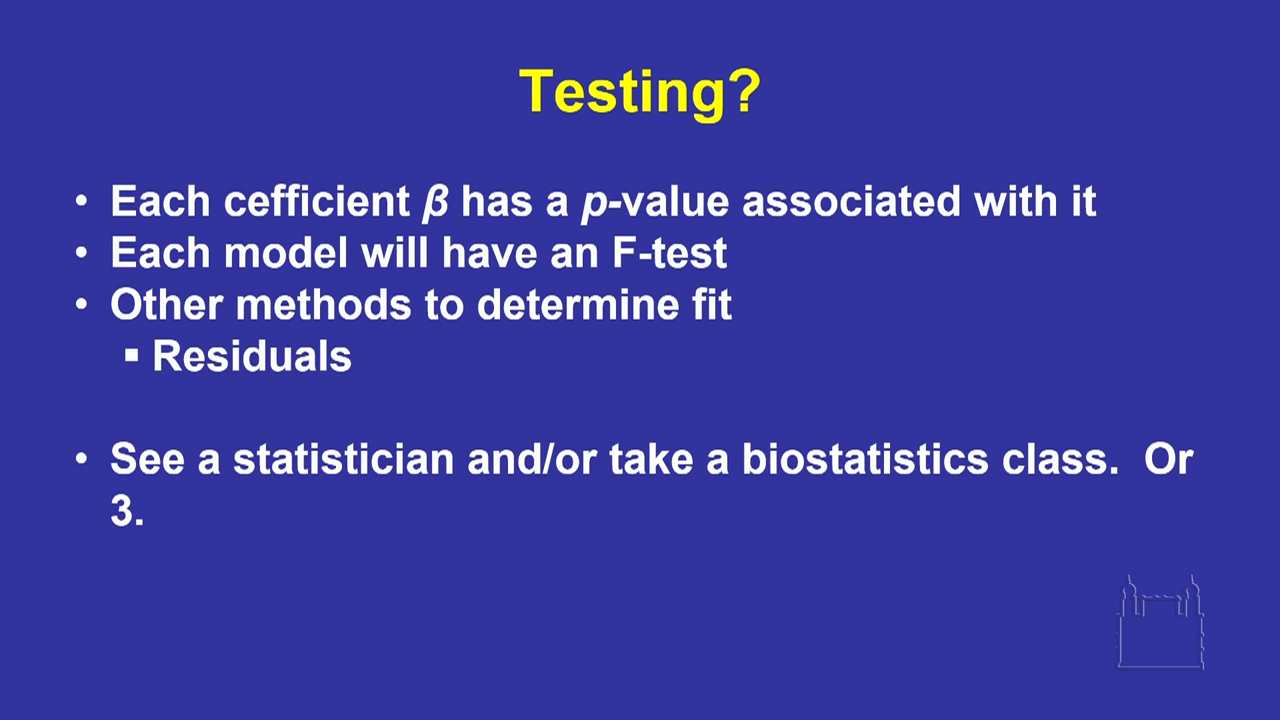 Testing?
• Each cefficient β has a p-value associated with it
• Each model will have an F-test
• Other methods to determine fit
▪ Residuals
• See a statistician and/or take a biostatistics class. Or
3.